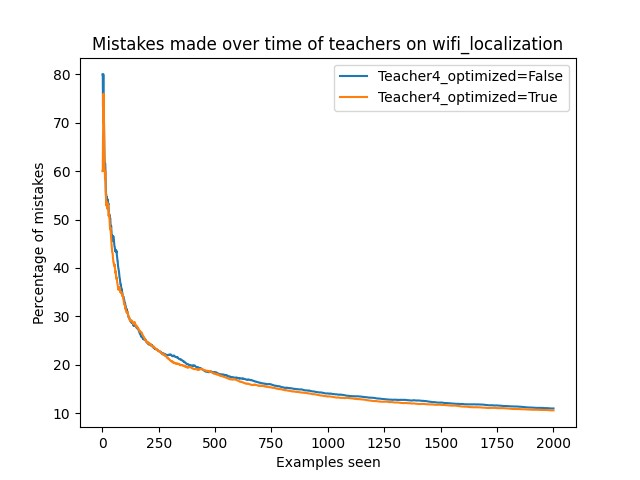 Mistakes made over time of teachers on wifi_localization
Teacher4_optimized=False
Teacher4_optimized=True
Percentage of mistakes
80
70
60
50
40
30
20
10
0 250 500 750 1000 1250 1500 1750 2000
Examples seen